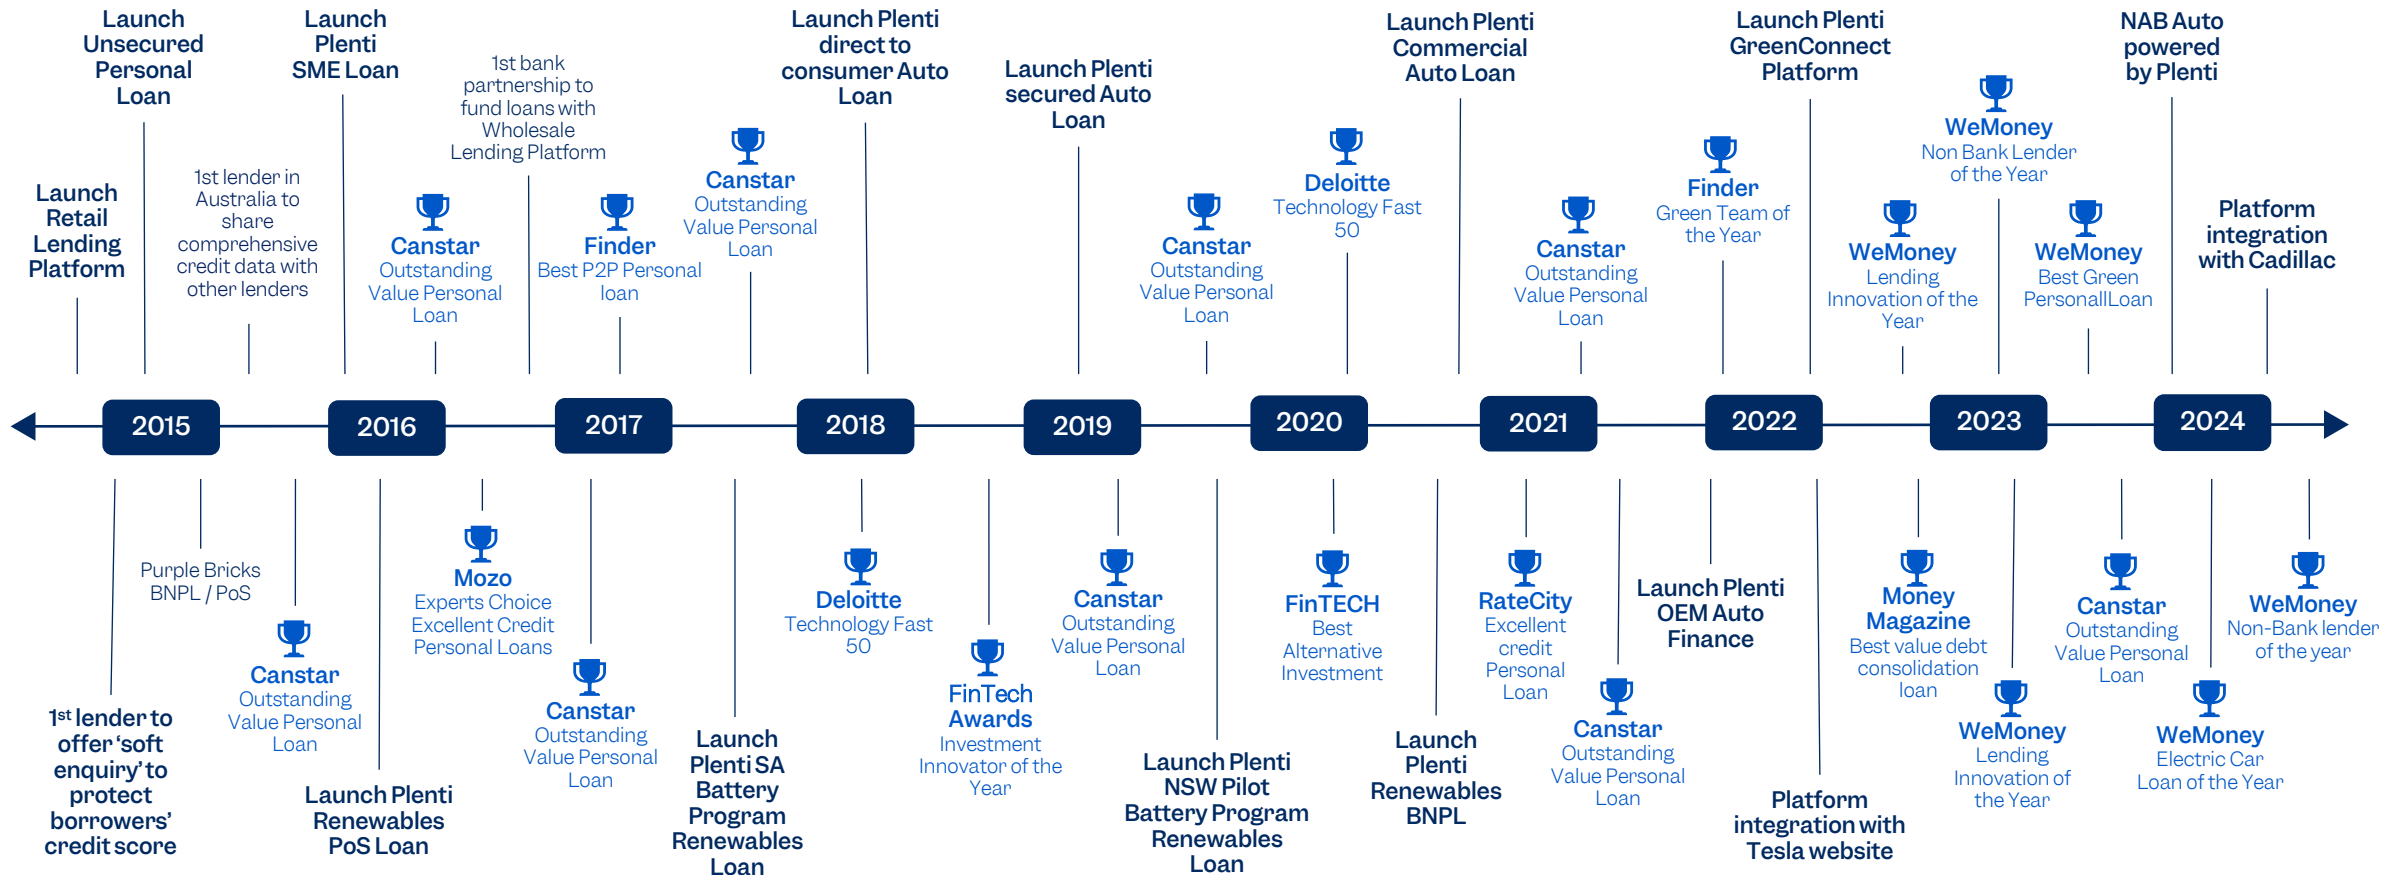 Launch
Retail
Lending
Platform
Launch
Unsecured
Personal
Loan
1st lender in
Australia to
share
comprehensive
credit data with
other lenders
Launch
Plenti
SME Loan
Canstar
Outstanding
Value Personal
Loan
1st bank
partnership to
fund loans with
Wholesale
Lending Platform
Finder
Best P2P Personal
loan
Canstar
Outstanding
Value Personal
Loan
Launch Plenti
direct to
consumer Auto
Loan
Launch Plenti
secured Auto
Loan
Canstar
Outstanding
Value Personal
Loan
Deloitte
Technology Fast
50
Launch Plenti
Commercial
Auto Loan
Canstar
Outstanding
Value Personal
Loan
Finder
Green Team of
the Year
Launch Plenti
GreenConnect
Platform
WeMoney
Lending
Innovation of the
Year
WeMoney
Non Bank Lender
of the Year
WeMoney
Best Green
PersonallLoan
NAB Auto
powered
by Plenti
Platform
integration
with Cadillac
2015
2016
2017
2018
2019
2020
2021
2022
2023
2024
1st lender to
offer ‘soft
enquiry’ to
protect
borrowers’
credit score
Purple Bricks
BNPL / PoS
Canstar
Outstanding
Value Personal
Loan
Launch Plenti
Renewables
PoS Loan
Mozo
Experts Choice
Excellent Credit
Personal Loans
Canstar
Outstanding
Value Personal
Loan
Launch
Plenti SA
Battery
Program
Renewables
Loan
Deloitte
Technology Fast
50
FinTech
Awards
Investment
Innovator of the
Year
Canstar
Outstanding
Value Personal
Loan
Launch Plenti
NSW Pilot
Battery Program
Renewables
Loan
FinTECH
Best
Alternative
Investment
Launch
Plenti
Renewables
BNPL
RateCity
Excellent
credit
Personal
Loan
Canstar
Outstanding
Value Personal
Loan
Launch Plenti
OEM Auto
Finance
Platform
integration with
Tesla website
Money
Magazine
Best value debt
consolidation
loan
WeMoney
Lending
Innovation of
the Year
Canstar
Outstanding
Value Personal
Loan
WeMoney
Electric Car
Loan of the Year
WeMoney
Non-Bank lender
of the year